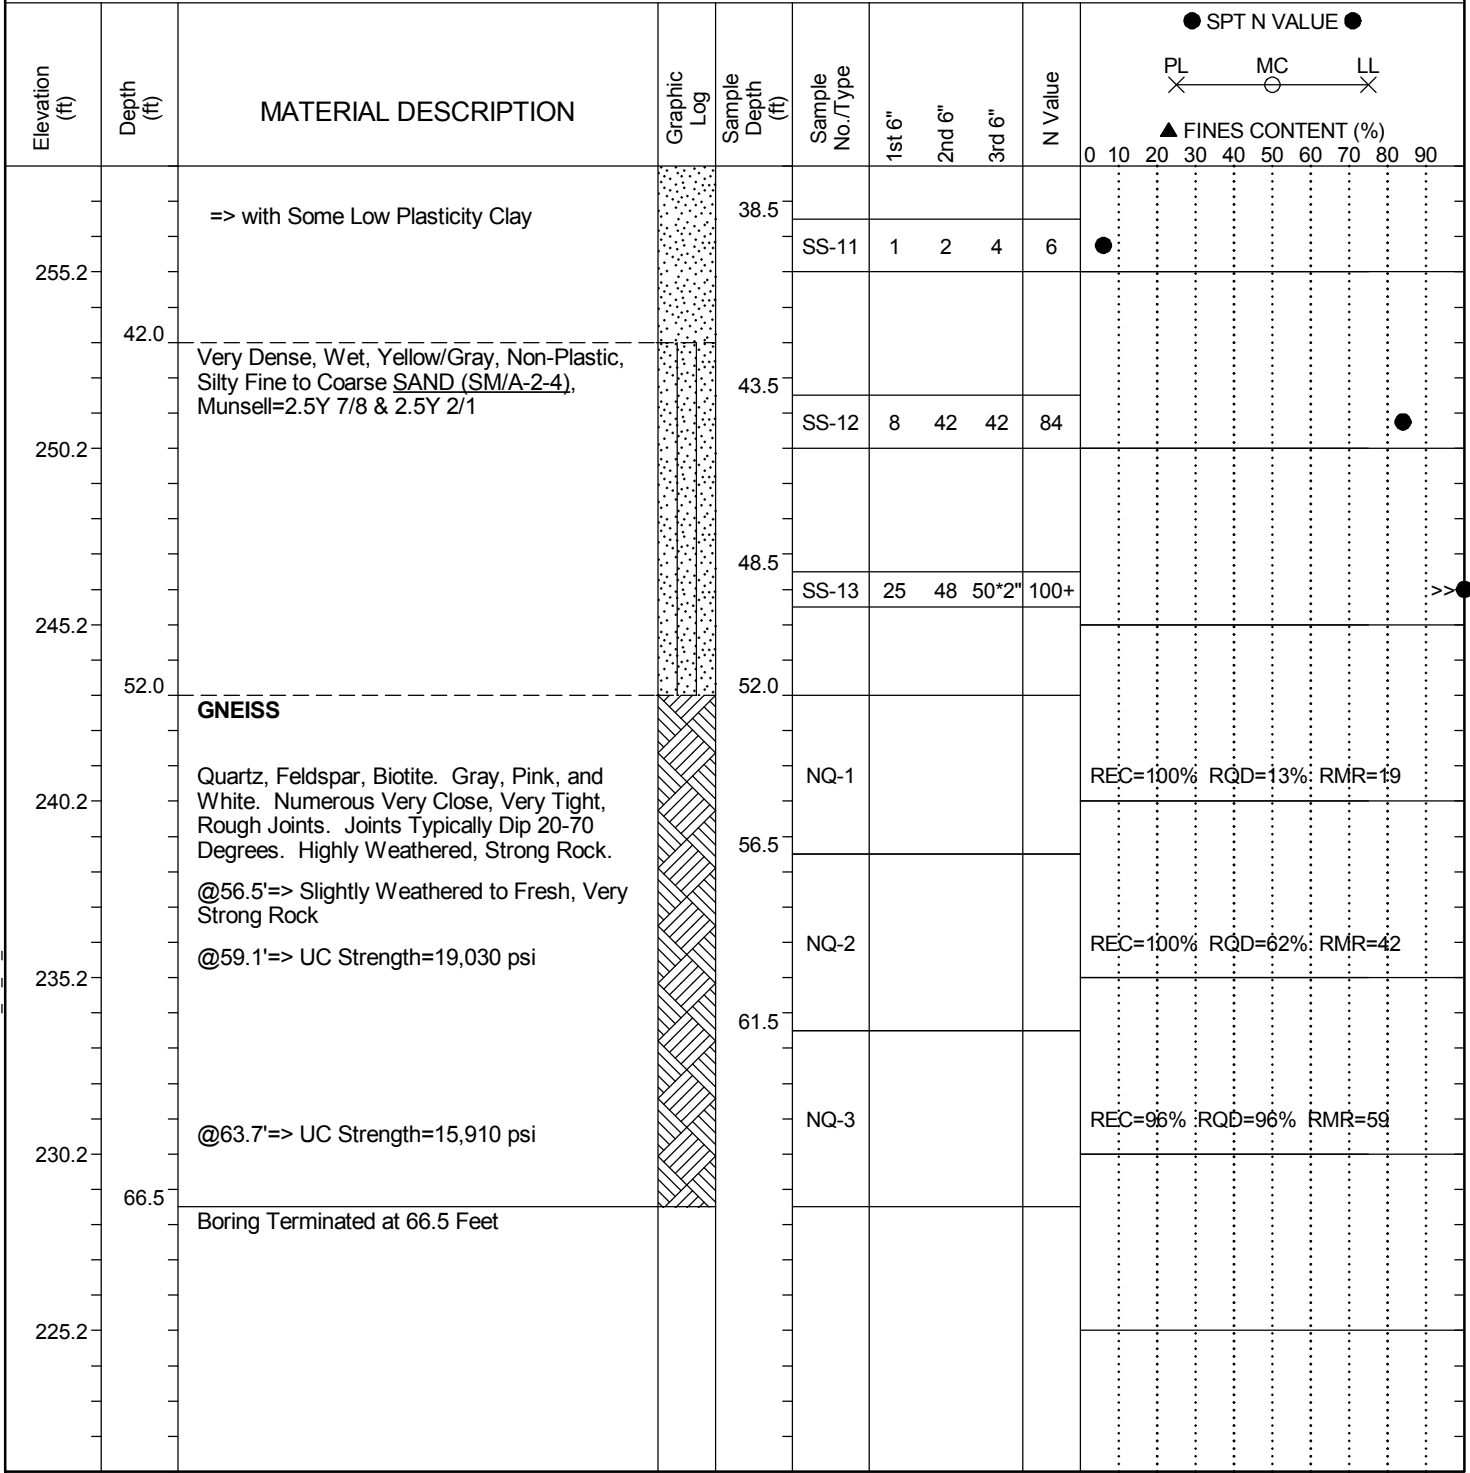 Elevation (ft)
Depth (ft)
MATERIAL DESCRIPTION
Graphic Log
Sample Depth (ft)
Sample No./Type
1st 6"
2nd 6"
3rd 6"
N Value
● SPT N VALUE ●
PL MC LL
▲ FINES CONTENT (%)
0 10 20 30 40 50 60 70 80 90
=> with Some Low Plasticity Clay
38.5
SS-11 1 2 4 6
255.2
42.0
Very Dense, Wet, Yellow/Gray, Non-Plastic,
Silty Fine to Coarse SAND (SM/A-2-4),
Munsell=2.5Y 7/8 & 2.5Y 2/1
43.5
SS-12 8 42 42 84
250.2
48.5
SS-13 25 48 50*2" 100+ >>
245.2
52.0 52.0
GNEISS
Quartz, Feldspar, Biotite. Gray, Pink, and
White. Numerous Very Close, Very Tight,
Rough Joints. Joints Typically Dip 20-70
Degrees. Highly Weathered, Strong Rock.
NQ-1 REC=100% RQD=13% RMR=19
240.2
56.5
@56.5'=> Slightly Weathered to Fresh, Very
Strong Rock
NQ-2 REC=100% RQD=62% RMR=42
@59.1'=> UC Strength=19,030 psi
235.2
61.5
NQ-3 REC=96% RQD=96% RMR=59
@63.7'=> UC Strength=15,910 psi
230.2
66.5
Boring Terminated at 66.5 Feet
225.2